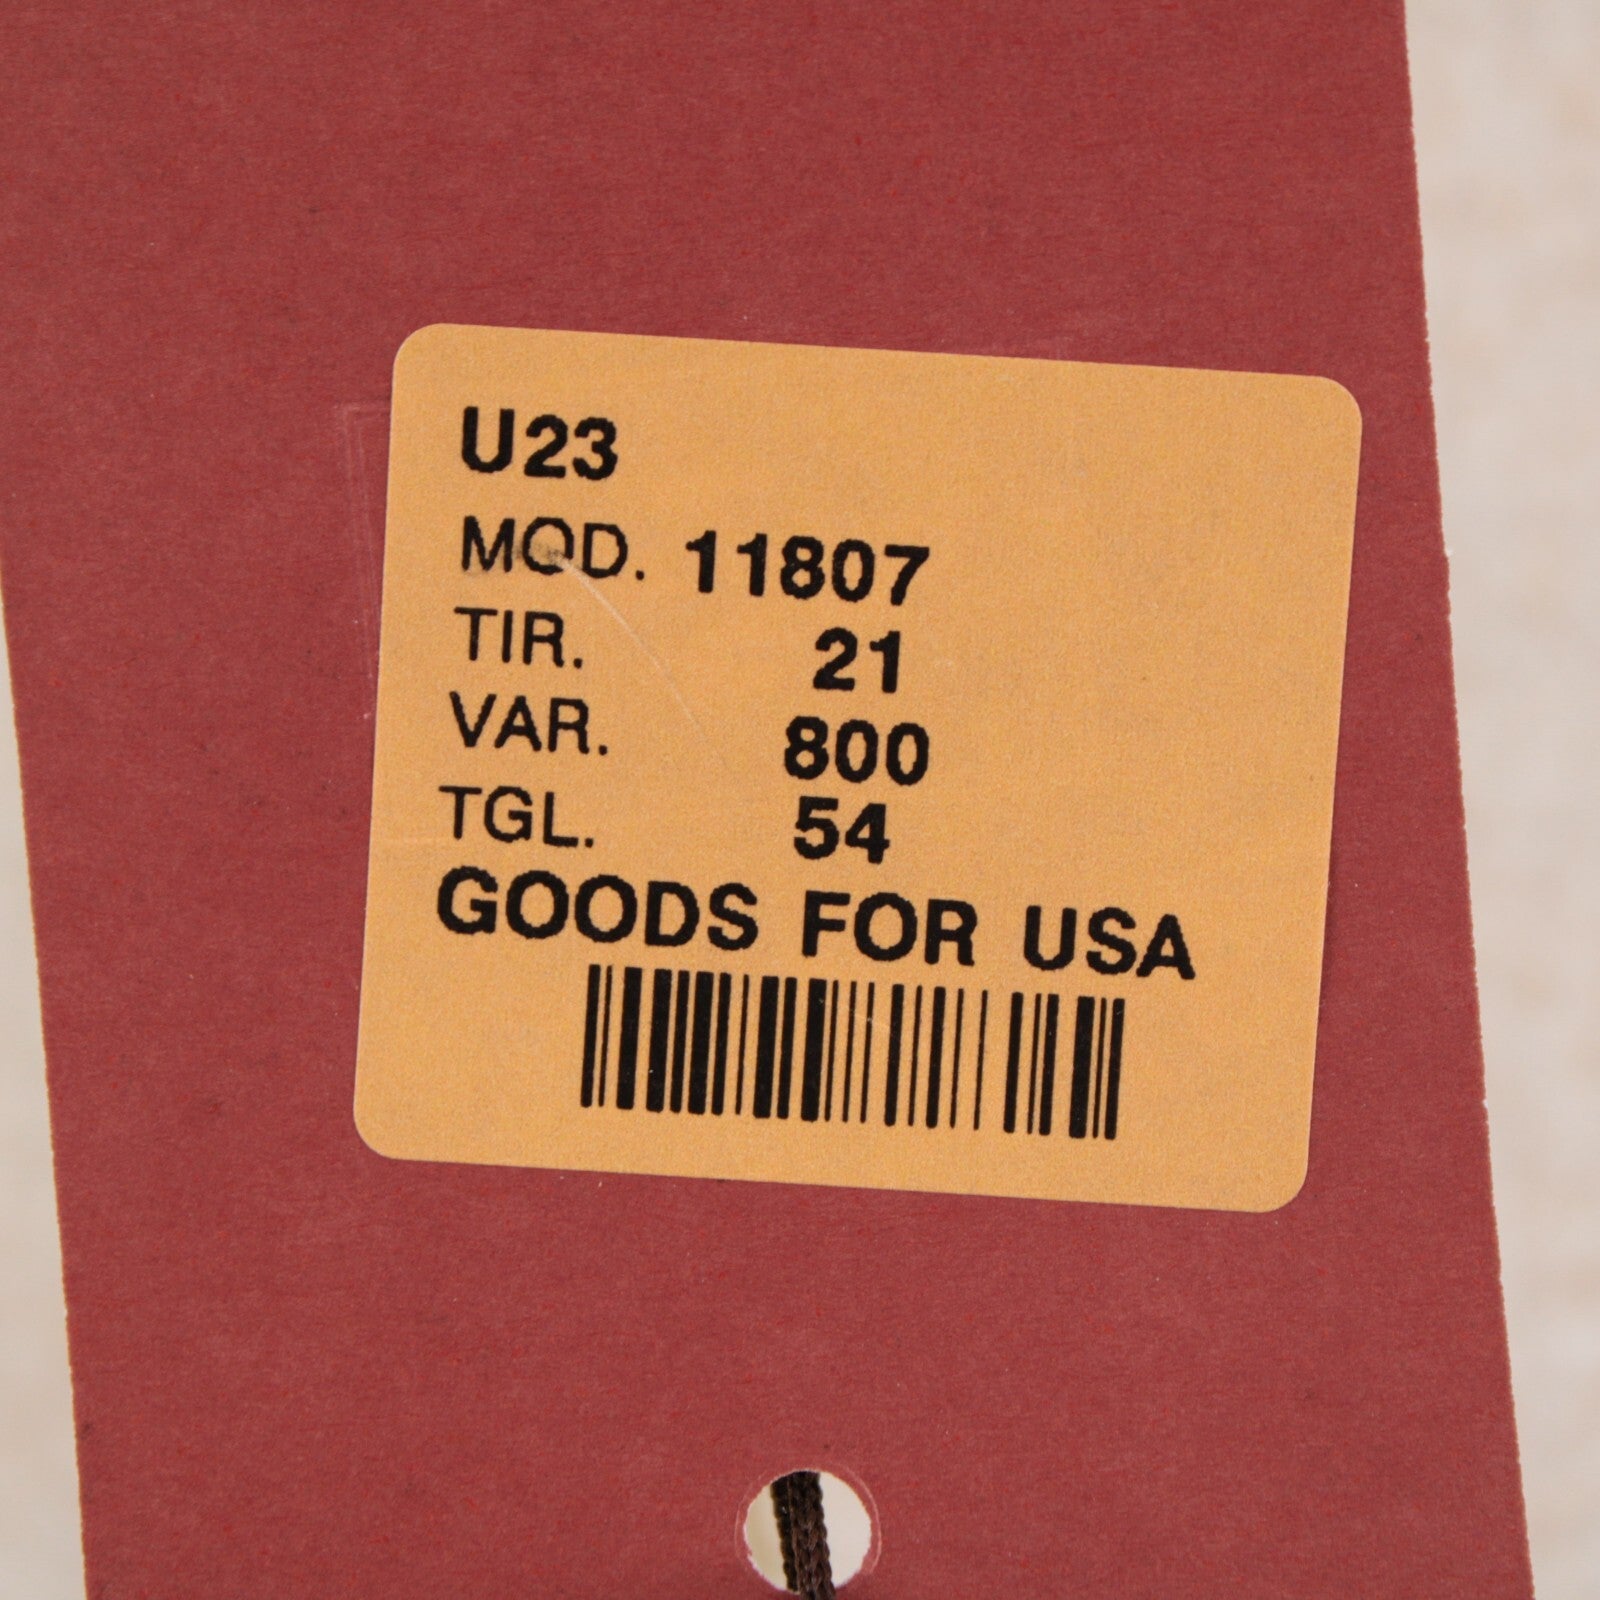 U23
MOD. 11807
TIR. 21
VAR. 800
TGL. 54
GOODS FOR USA